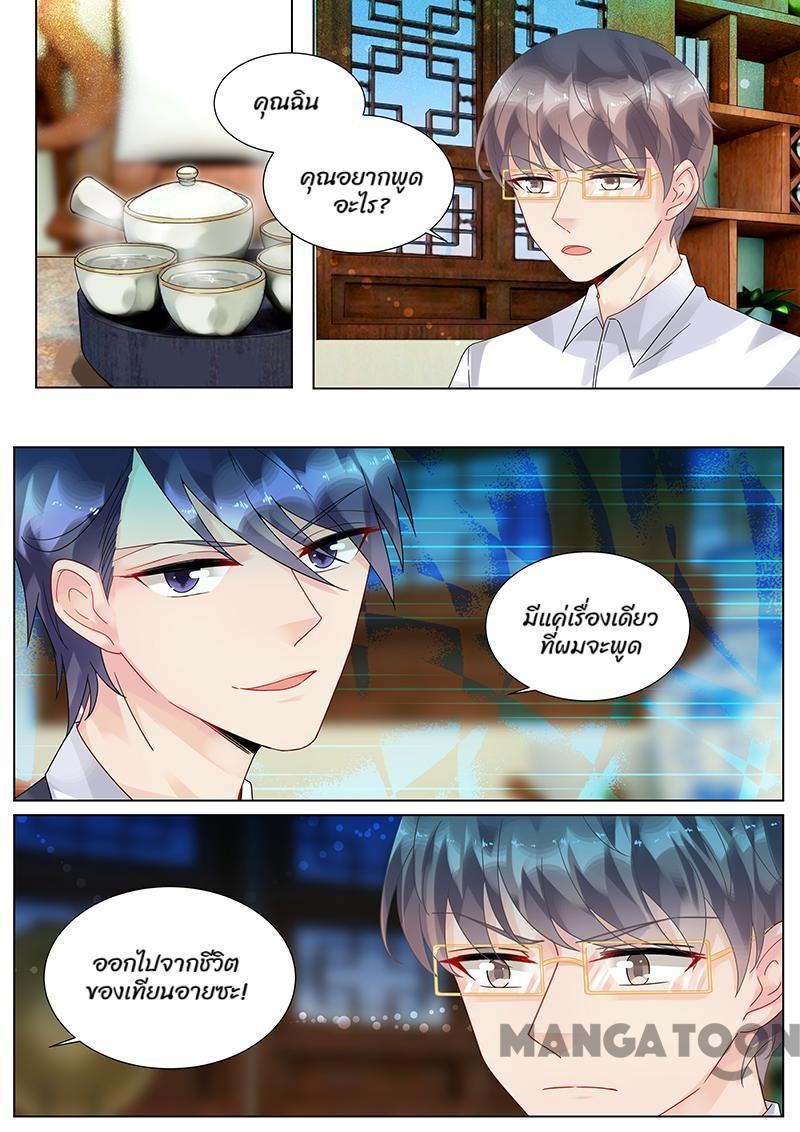 คุณฉิน
คุณอยากพูด
อะไร?
มีแค่เรื่องเดียว
ที่ผมจะพูด
ออกไปจากชีวิต
ของเทียนอายซะ!
MANGATOON